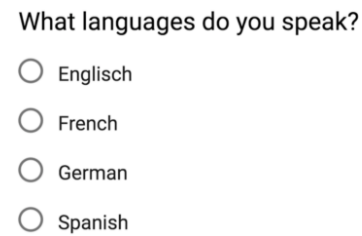 What languages do you speak?
Englisch
French
German
Spanish